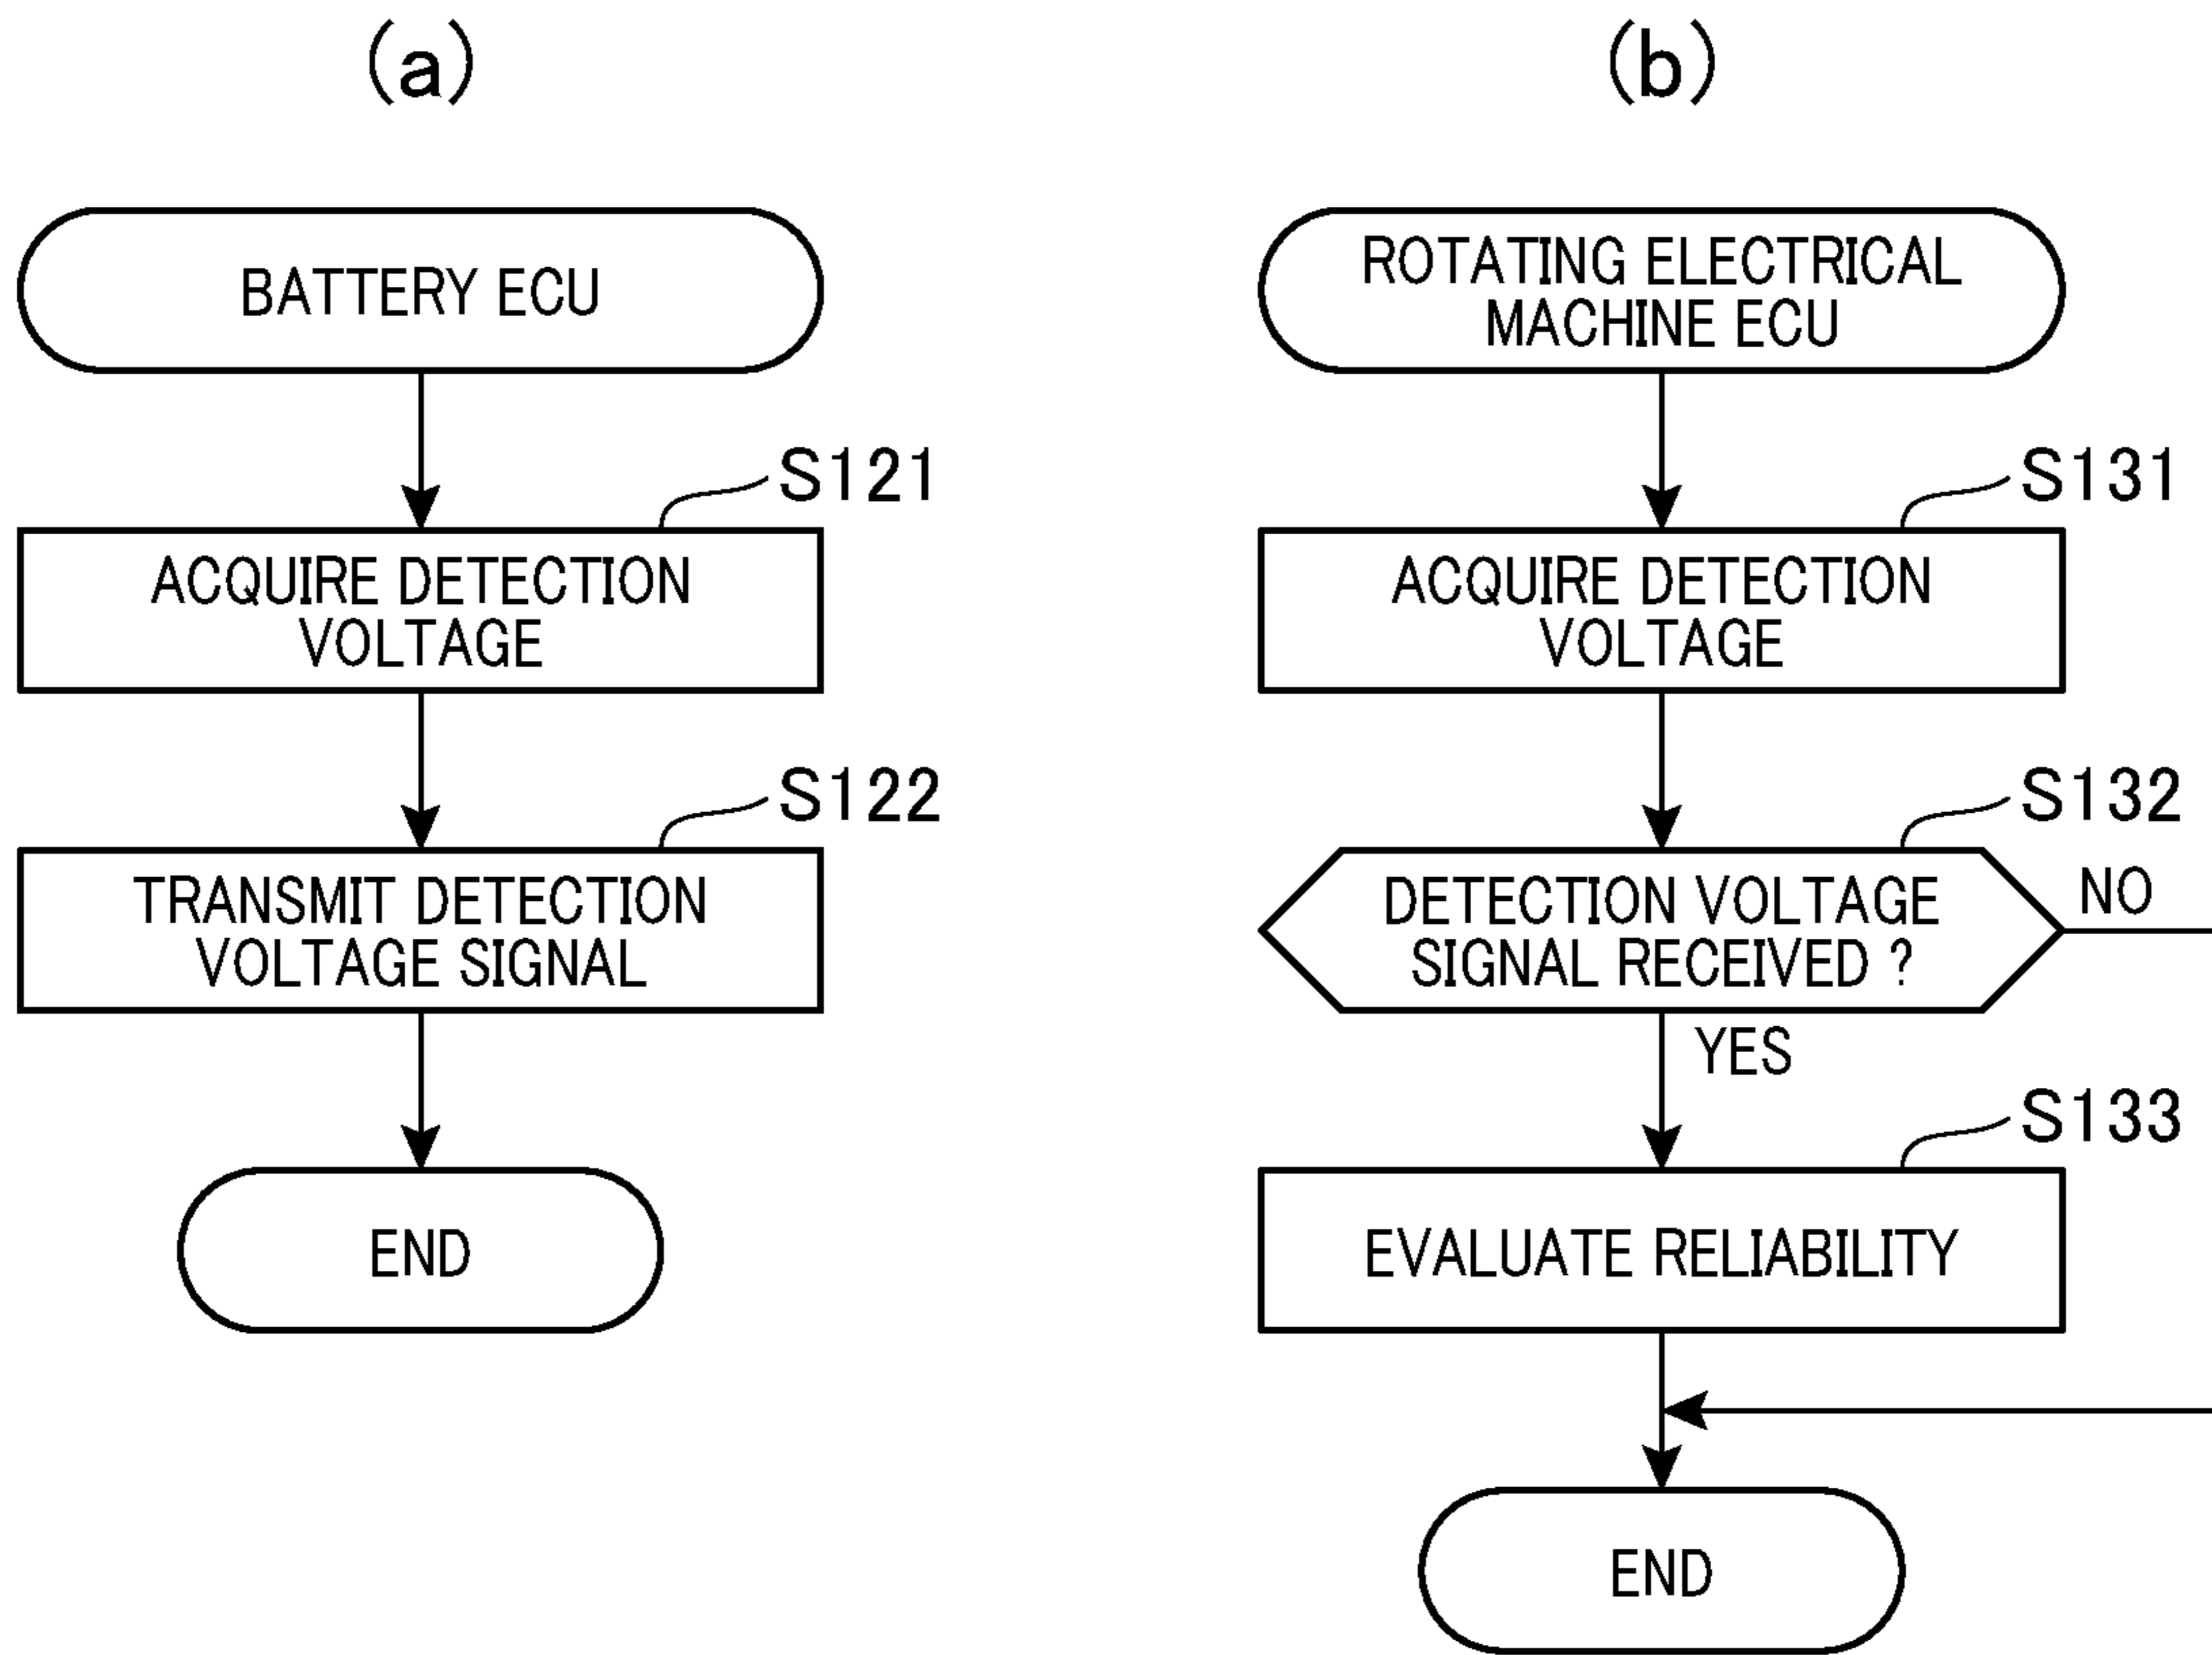 (a)
BATTERY ECU
S121
ACQUIRE DETECTION
VOLTAGE
S122
TRANSMIT DETECTION
VOLTAGE SIGNAL
END
(b)
ROTATING ELECTRICAL
MACHINE ECU
S131
ACQUIRE DETECTION
VOLTAGE
S132
DETECTION VOLTAGE
SIGNAL RECEIVED ?
NO
YES
S133
EVALUATE RELIABILITY
END